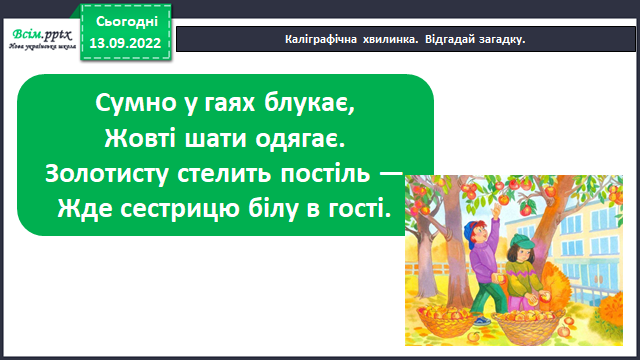 Всім.pptx
Нова українська школа
Сьогодні
13.09.2022
Каліграфічна хвилинка. Відгадай загадку.
Сумно у гаях блукає,
Жовті шати одягає.
Золотисту стелить постіль —
Жде сестрицю білу в гості.